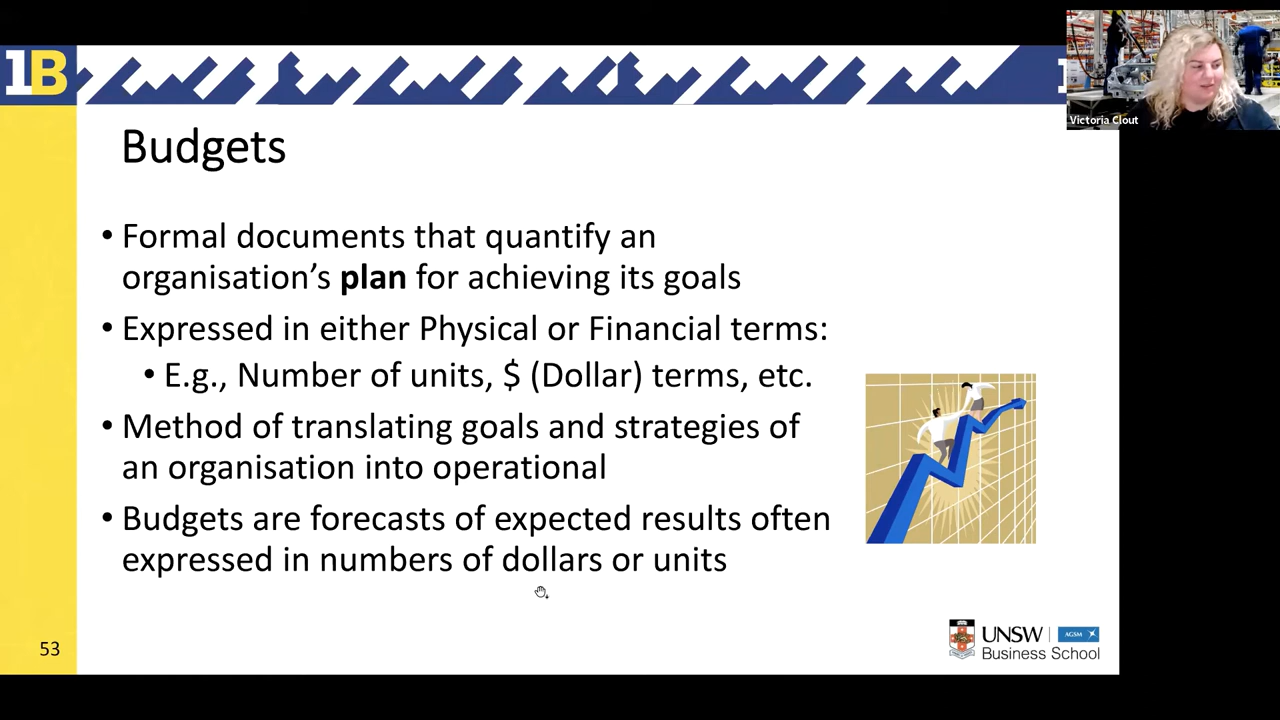 1B
Victoria Clout
Budgets
• Formal documents that quantify an
organisation's plan for achieving its goals
• Expressed in either Physical or Financial terms:
• E.g., Number of units, $ (Dollar) terms, etc.
• Method of translating goals and strategies of
an organisation into operational
• Budgets are forecasts of expected results often
expressed in numbers of dollars or units
53
UNSW
AGSM
Business School